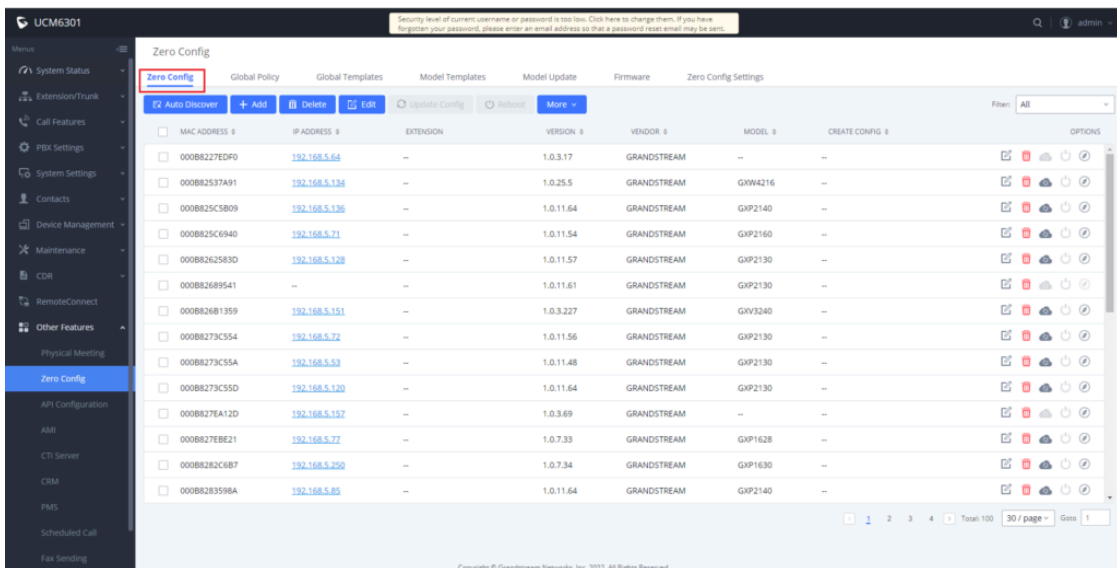 UCM6301
Security level of current username or password is too low. Click here to change them. If you have
forgotten your password, please enter an email address so that a password reset email may be sent.
admin
Menus
System Status
Extension/Trunk
Call Features
PBX Settings
System Settings
Contacts
Device Management
Maintenance
CDR
RemoteConnect
Other Features
Physical Meeting
Zero Config
API Configuration
AMI
CTI Server
CRM
PMS
Scheduled Call
Fax Sending
Zero Config
Zero Config Global Policy Global Templates Model Templates Model Update Firmware Zero Config Settings
Auto Discover + Add Delete Edit Update Config Reboot More Filter: All
MAC ADDRESS IP ADDRESS EXTENSION VERSION VENDOR MODEL CREATE CONFIG OPTIONS
000B8227EDF0 192.168.5.64 -- 1.0.3.17 GRANDSTREAM -- --
000B82537A91 192.168.5.134 -- 1.0.25.5 GRANDSTREAM GXW4216 --
000B825C5B09 192.168.5.136 -- 1.0.11.64 GRANDSTREAM GXP2140 --
000B825C6940 192.168.5.71 -- 1.0.11.54 GRANDSTREAM GXP2160 --
000B8262583D 192.168.5.128 -- 1.0.11.57 GRANDSTREAM GXP2130 --
000B82689541 -- -- 1.0.11.61 GRANDSTREAM GXP2130 --
000B826B1359 192.168.5.151 -- 1.0.3.227 GRANDSTREAM GXV3240 --
000B8273C554 192.168.5.72 -- 1.0.11.56 GRANDSTREAM GXP2130 --
000B8273C55A 192.168.5.53 -- 1.0.11.48 GRANDSTREAM GXP2130 --
000B8273C55D 192.168.5.120 -- 1.0.11.64 GRANDSTREAM GXP2130 --
000B827EA12D 192.168.5.157 -- 1.0.3.69 GRANDSTREAM -- --
000B827EBE21 192.168.5.77 -- 1.0.7.33 GRANDSTREAM GXP1628 --
000B8282C6B7 192.168.5.250 -- 1.0.7.34 GRANDSTREAM GXP1630 --
000B8283598A 192.168.5.85 -- 1.0.11.64 GRANDSTREAM GXP2140 --
< 1 2 3 4 > Total: 100 30 / page Goto 1
Copyright © Grandstream Networks, Inc. 2022. All Rights Reserved.